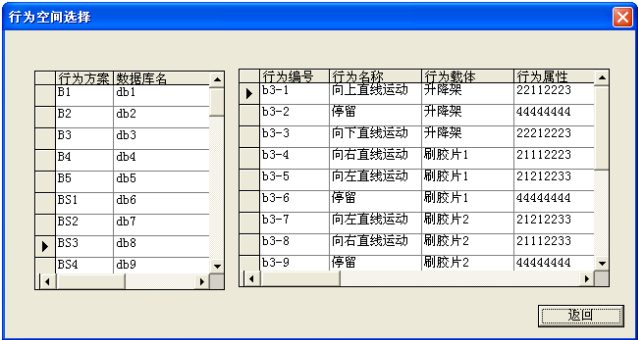 行为空间选择
行为方案 数据库名
B1 db1
B2 db2
B3 db3
B4 db4
B5 db5
BS1 db6
BS2 db7
BS3 db8
BS4 db9
行为编号 行为名称 行为载体 行为属性
b3-1 向上直线运动 升降架 22112223
b3-2 停留 升降架 44444444
b3-3 向下直线运动 升降架 22212223
b3-4 向右直线运动 刷胶片1 21112223
b3-5 向左直线运动 刷胶片1 21212233
b3-6 停留 刷胶片1 44444444
b3-7 向左直线运动 刷胶片2 21212233
b3-8 向右直线运动 刷胶片2 21112223
b3-9 停留 刷胶片2 44444444
返回